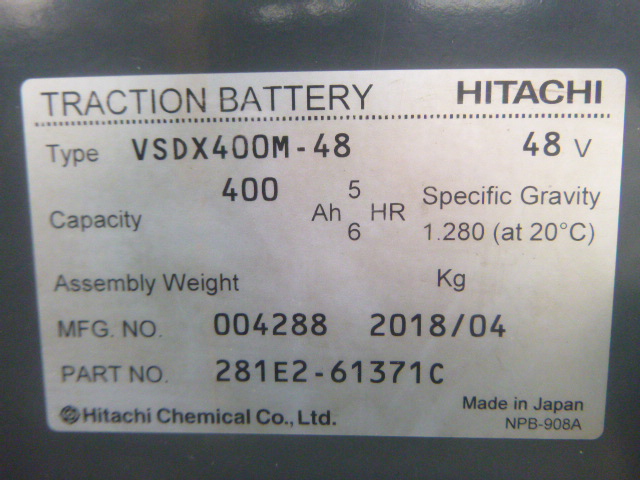 TRACTION BATTERY HITACHI
Type VSDX400M-48 48 V
Capacity 400 Ah 5 HR Specific Gravity
6 1.280 (at 20°C)
Assembly Weight Kg
MFG. NO. 004288 2018/04
PART NO. 281E2-61371C
Hitachi Chemical Co., Ltd. Made in Japan
NPB-908A